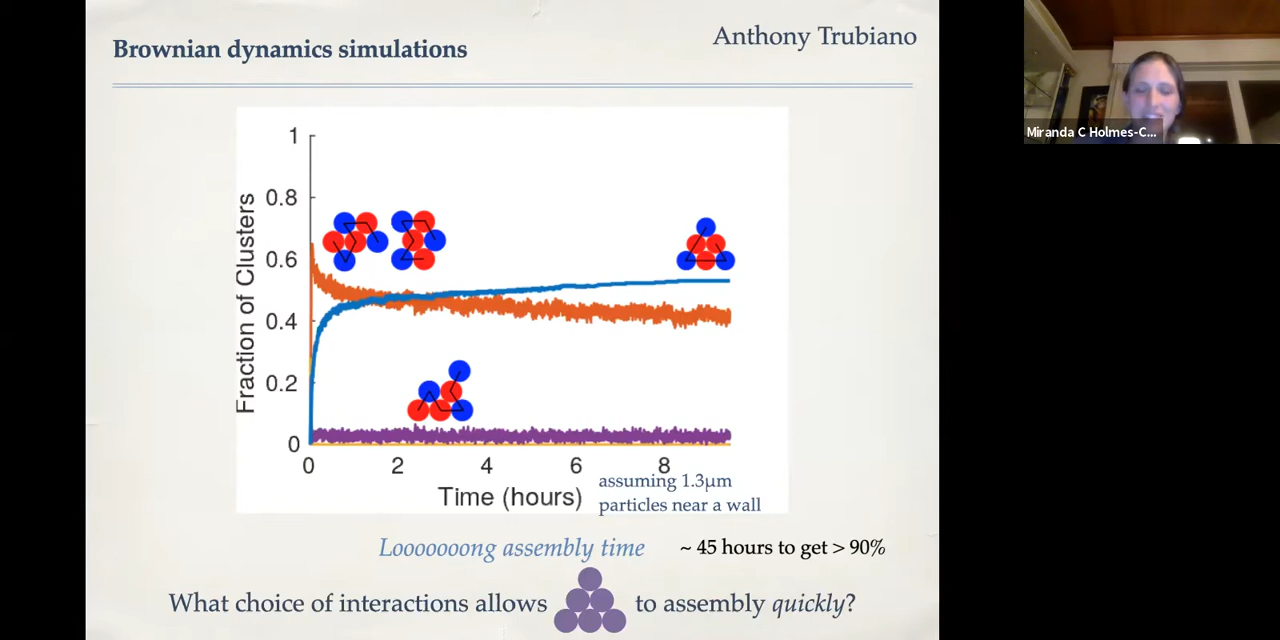 Brownian dynamics simulations
Anthony Trubiano
Miranda C Holmes-C...
Fraction of Clusters
1
0.8
0.6
0.4
0.2
0
0 2 4 6 8
Time (hours)
assuming 1.3μm
particles near a wall
Looooooong assembly time
~ 45 hours to get > 90%
What choice of interactions allows to assembly quickly?